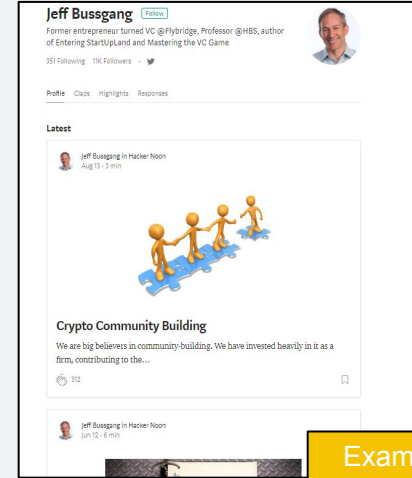 Jeff Bussgang Follow
Former entrepreneur turned VC @Flybridge, Professor @HBS, author
of Entering StartUpLand and Mastering the VC Game
351 Following 11K Followers ·
Profile Claps Highlights Responses
Latest
Jeff Bussgang in Hacker Noon
Aug 13 · 3 min
Crypto Community Building
We are big believers in community-building. We have invested heavily in it as a
firm, contributing to the…
312
Jeff Bussgang in Hacker Noon
Jun 12 · 6 min
Exam